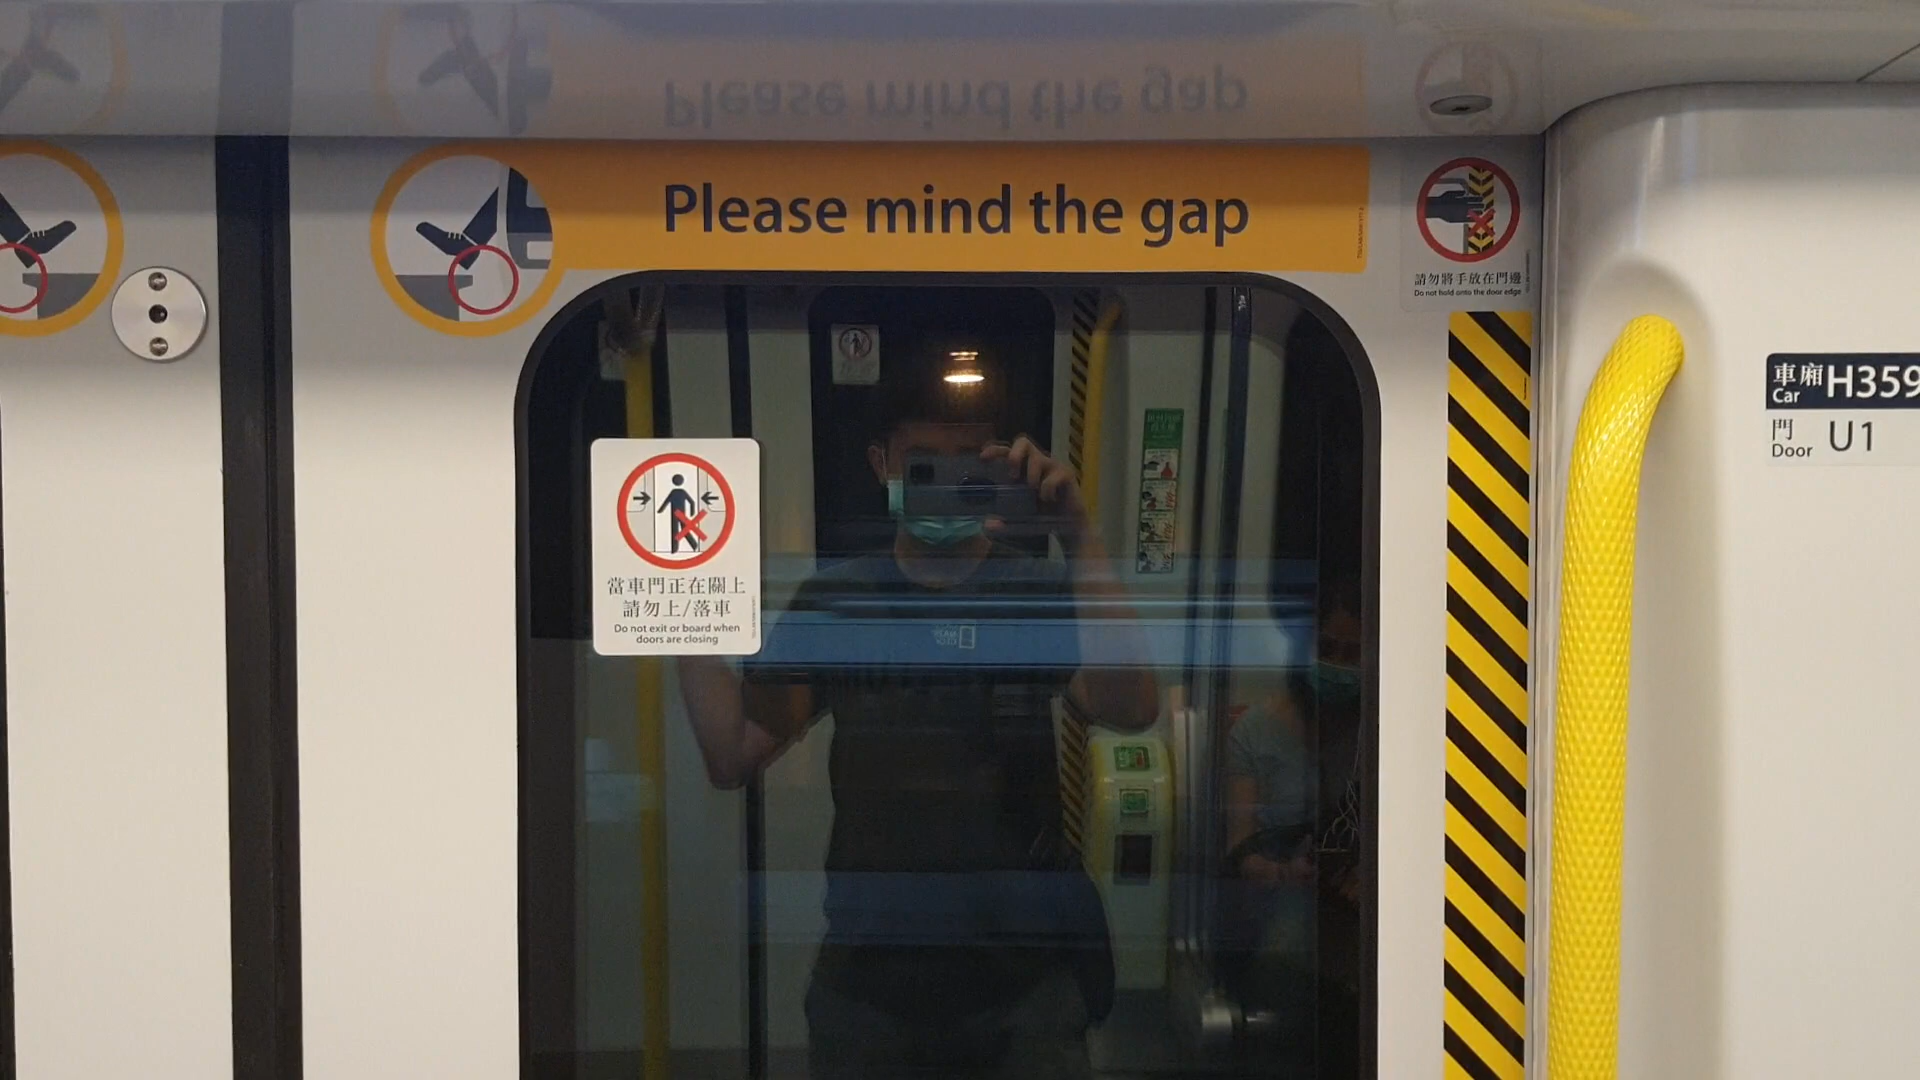 Please mind the gap
請勿將手放在門邊
Do not hold onto the door edge
車廂 H359
Car
門 U1
Door
當車門正在關上
請勿上/落車
Do not exit or board when
doors are closing